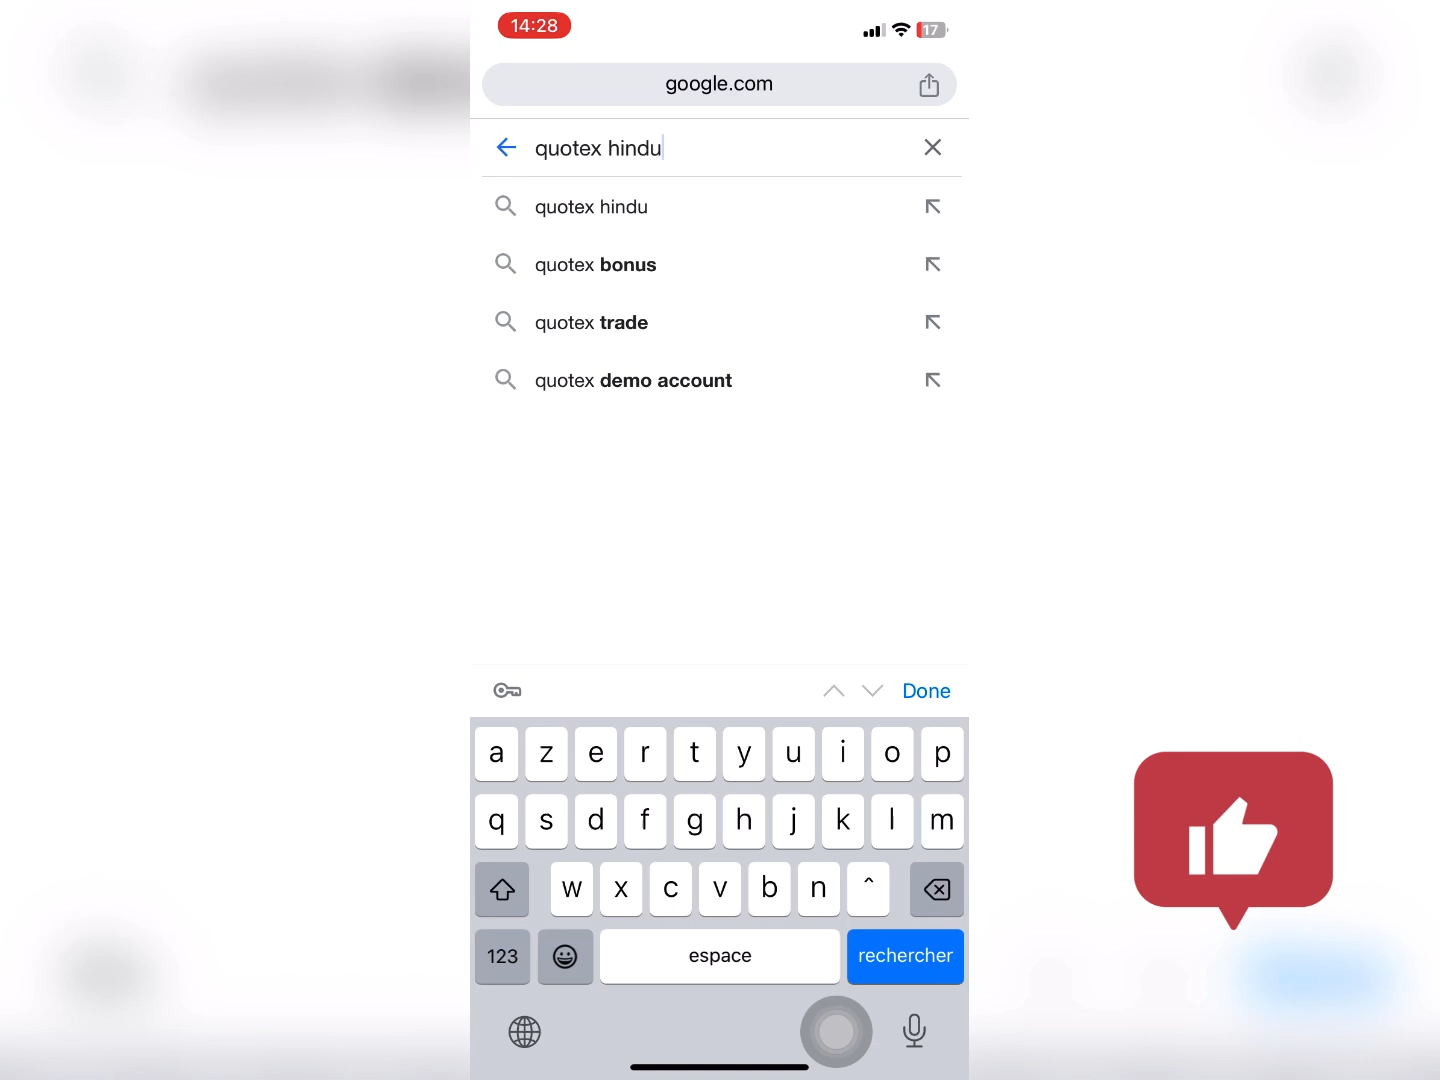 14:28
17
google.com
quotex hindu
quotex hindu
quotex bonus
quotex trade
quotex demo account
Done
a z e r t y u i o p
q s d f g h j k l m
w x c v b n ^
123 espace rechercher